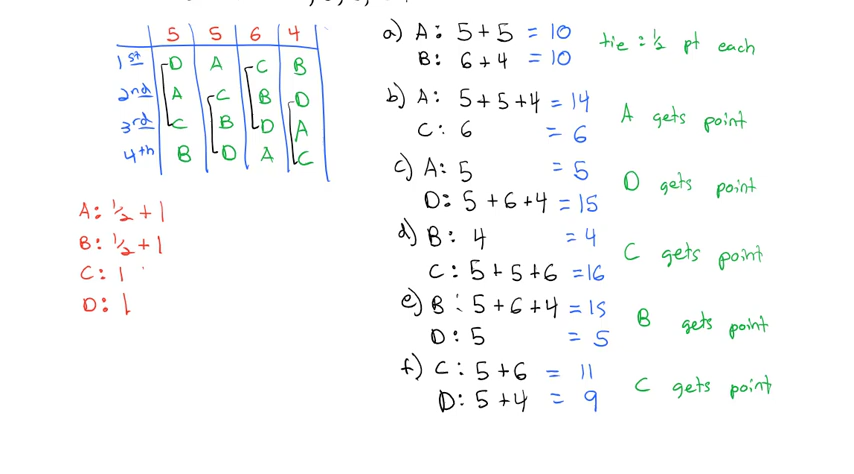 5 5 6 4
1st D A C B
2nd A C B D
3rd C B D A
4th B D A C
A: 1/2 + 1
B: 1/2 + 1
C: 1
D: 1
a) A: 5 + 5 = 10
B: 6 + 4 = 10
tie = 1/2 pt each
b) A: 5 + 5 + 4 = 14
C: 6 = 6
A gets point
c) A: 5 = 5
D: 5 + 6 + 4 = 15
D gets point
d) B: 4 = 4
C: 5 + 5 + 6 = 16
C gets point
e) B: 5 + 6 + 4 = 15
D: 5 = 5
B gets point
f) C: 5 + 6 = 11
D: 5 + 4 = 9
C gets point